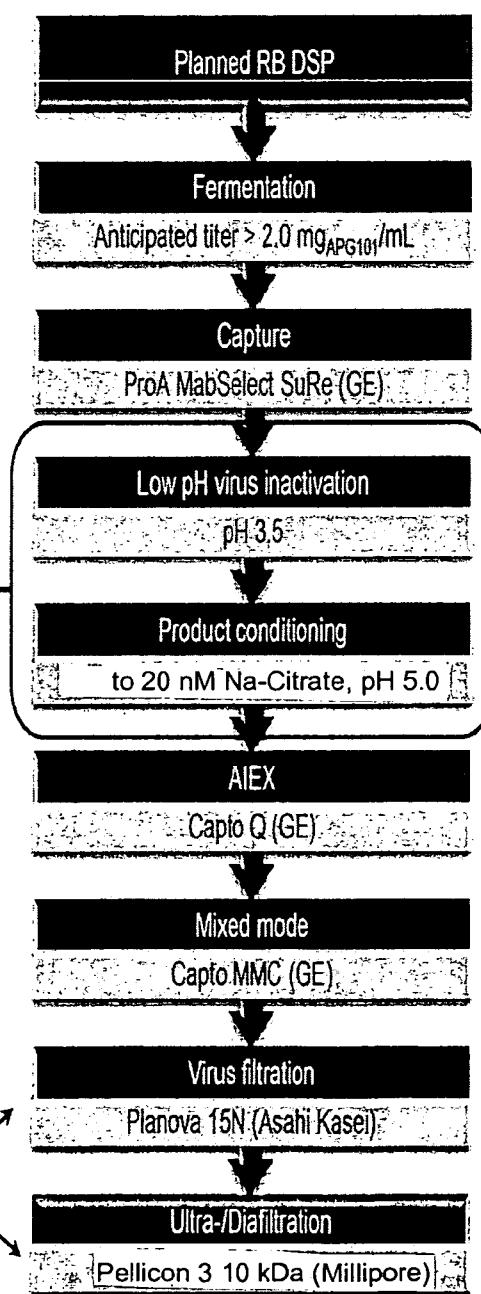 Planned RB DSP
Fermentation
Anticipated titer > 2.0 mgAPG101/mL
Capture
ProA MabSelect SuRe (GE)
Low pH virus inactivation
pH 3,5
Product conditioning
to 20 nM Na-Citrate, pH 5.0
AIEX
Capto Q (GE)
Mixed mode
Capto MMC (GE)
Virus filtration
Planova 15N (Asahi Kasei)
Ultra-/Diafiltration
Pellicon 3 10 kDa (Millipore)